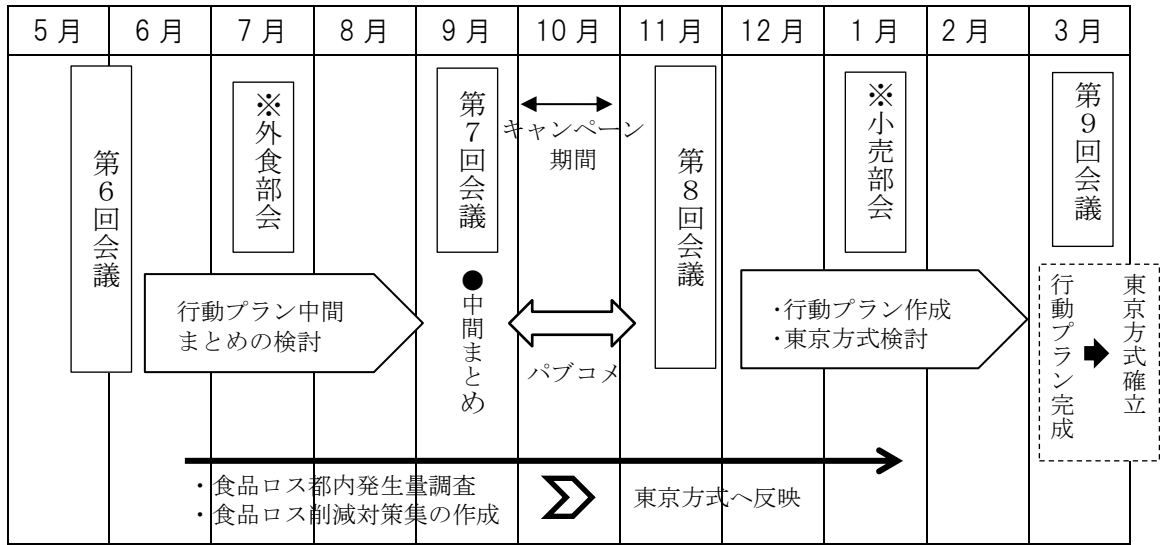 5月 6月 7月 8月 9月 10月 11月 12月 1月 2月 3月
第6回会議
※外食部会
第7回会議
キャンペーン
期間
第8回会議
※小売部会
第9回会議
行動プラン中間
まとめの検討
●中間まとめ
パブコメ
・行動プラン作成
・東京方式検討
行動プラン完成
東京方式確立
・食品ロス都内発生量調査
・食品ロス削減対策集の作成
東京方式へ反映